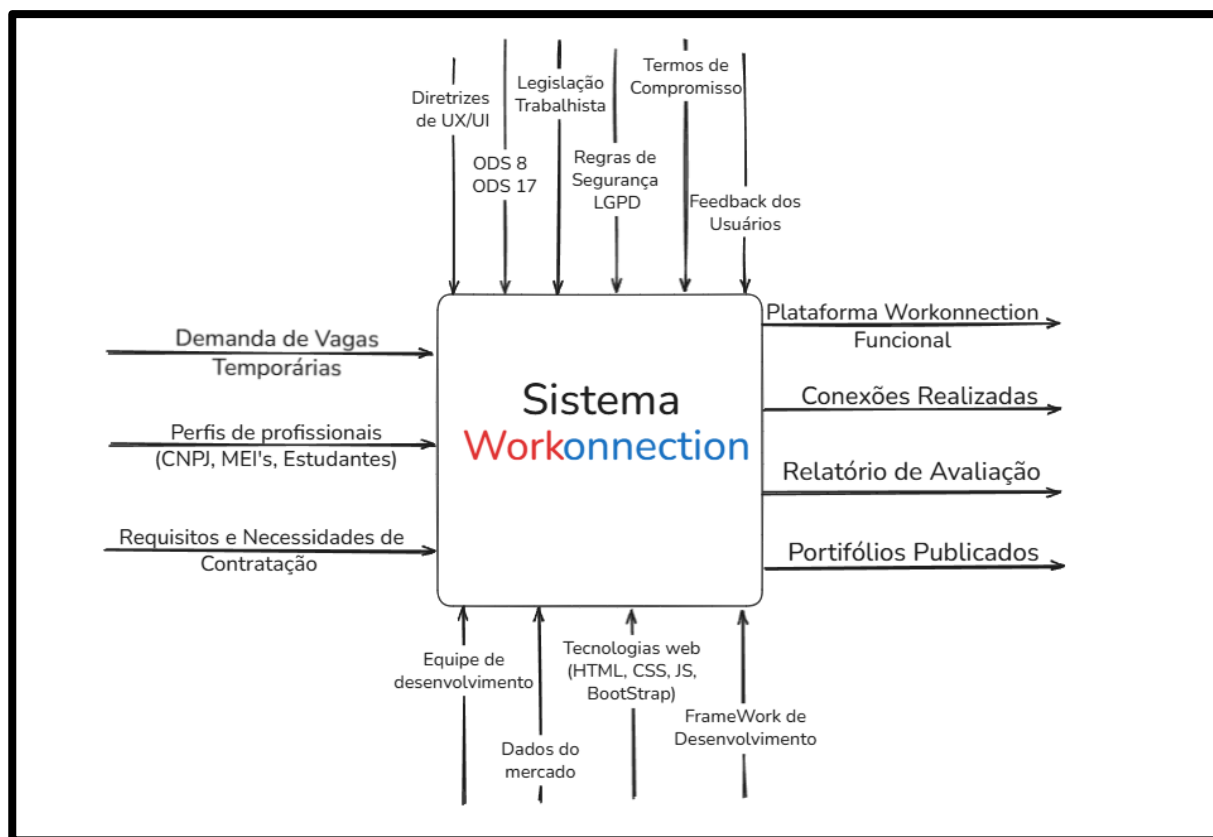 Diretrizes
de UX/UI
ODS 8
ODS 17
Legislação
Trabalhista
Regras de
Segurança
LGPD
Termos de
Compromisso
Feedback dos
Usuários
Demanda de Vagas
Temporárias
Perfis de profissionais
(CNPJ, MEI's, Estudantes)
Requisitos e Necessidades de
Contratação
Sistema
Workonnection
Plataforma Workonnection
Funcional
Conexões Realizadas
Relatório de Avaliação
Portifólios Publicados
Equipe de
desenvolvimento
Dados do
mercado
Tecnologias web
(HTML, CSS, JS,
BootStrap)
FrameWork de
Desenvolvimento